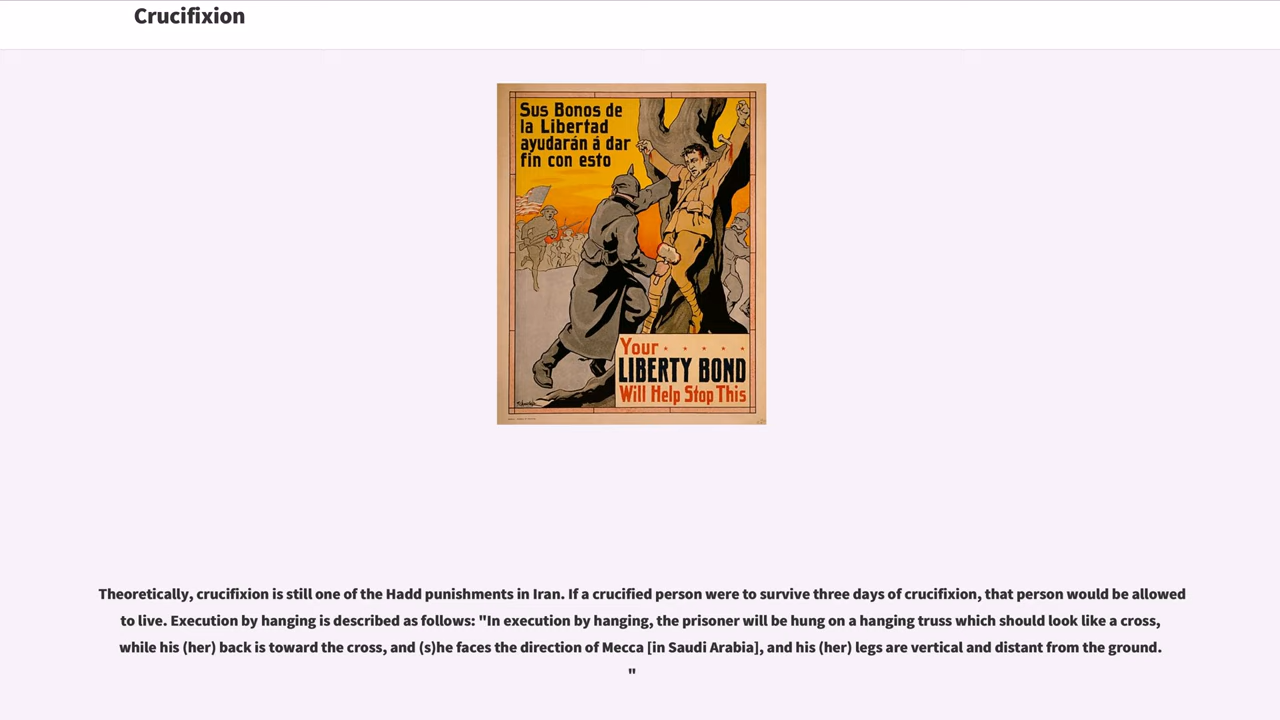 Crucifixion
Sus Bonos de
la Libertad
ayudarán á dar
fin con esto
Your
LIBERTY BOND
Will Help Stop This
Theoretically, crucifixion is still one of the Hadd punishments in Iran. If a crucified person were to survive three days of crucifixion, that person would be allowed
to live. Execution by hanging is described as follows: "In execution by hanging, the prisoner will be hung on a hanging truss which should look like a cross,
while his (her) back is toward the cross, and (s)he faces the direction of Mecca [in Saudi Arabia], and his (her) legs are vertical and distant from the ground.
"